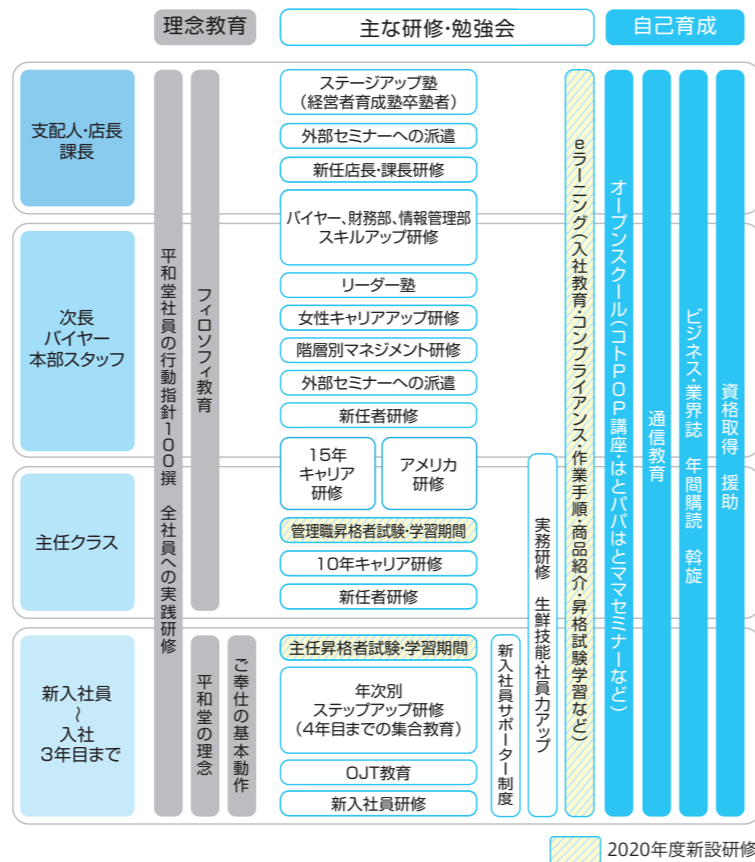 理念教育
主な研修・勉強会
自己育成
支配人・店長
課長
次長
バイヤー
本部スタッフ
主任クラス
新入社員
～
入社
3年目まで
平和堂社員の行動指針100撰 全社員への実践研修
フィロソフィ教育
平和堂の理念
ご奉仕の基本動作
ステージアップ塾
（経営者育成塾卒塾者）
外部セミナーへの派遣
新任店長・課長研修
バイヤー、財務部、情報管理部
スキルアップ研修
リーダー塾
女性キャリアアップ研修
階層別マネジメント研修
外部セミナーへの派遣
新任者研修
15年
キャリア
研修
アメリカ
研修
管理職昇格者試験・学習期間
10年キャリア研修
新任者研修
主任昇格者試験・学習期間
年次別
ステップアップ研修
（4年目までの集合教育）
OJT教育
新入社員研修
新入社員サポーター制度
実務研修 生鮮技能・社員力アップ
eラーニング（入社教育・コンプライアンス・作業手順・商品紹介・昇格試験学習など）
オープンスクール（コトPOP講座・はとパパはとママセミナーなど）
通信教育
ビジネス・業界誌 年間購読 斡旋
資格取得 援助
2020年度新設研修